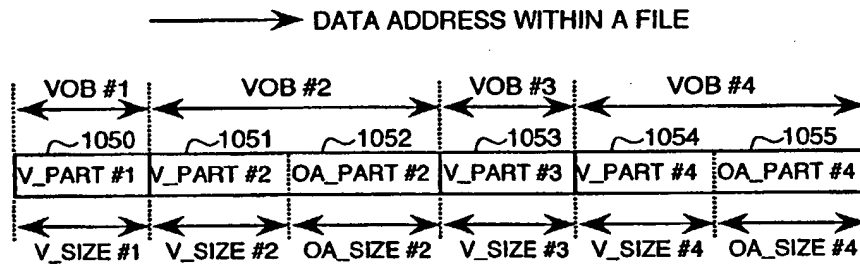 DATA ADDRESS WITHIN A FILE
VOB #1 VOB #2 VOB #3 VOB #4
1050 1051 1052 1053 1054 1055
V_PART #1 V_PART #2 OA_PART #2 V_PART #3 V_PART #4 OA_PART #4
V_SIZE #1 V_SIZE #2 OA_SIZE #2 V_SIZE #3 V_SIZE #4 OA_SIZE #4